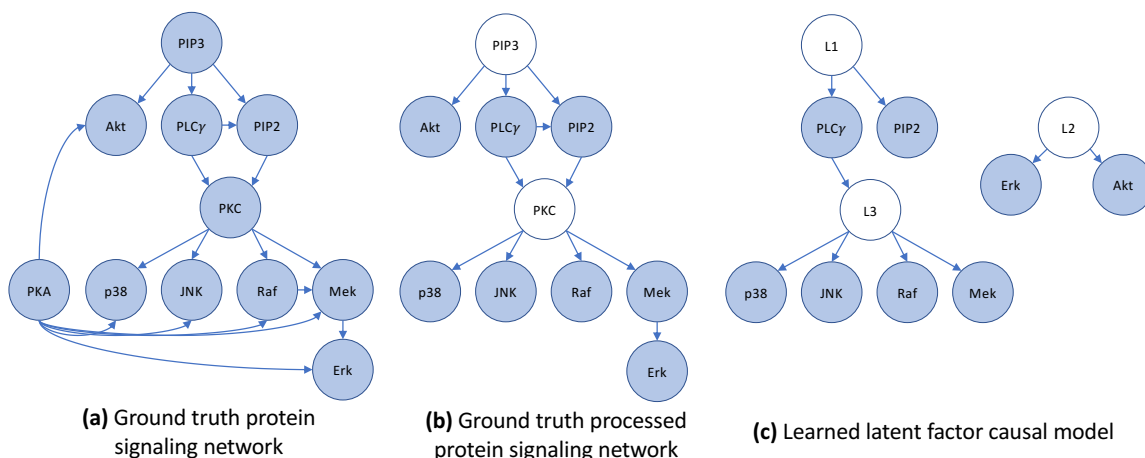 PIP3
Akt
PLCγ
PIP2
PKC
PKA
p38
JNK
Raf
Mek
Erk
(a) Ground truth protein
signaling network
PIP3
Akt
PLCγ
PIP2
PKC
p38
JNK
Raf
Mek
Erk
(b) Ground truth processed
protein signaling network
L1
PLCγ
PIP2
L2
Erk
Akt
L3
p38
JNK
Raf
Mek
(c) Learned latent factor causal model